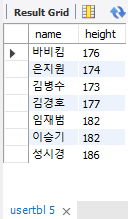 Result Grid
name height
바비킴 176
은지원 174
김병수 173
김경호 177
임재범 182
이승기 182
성시경 186
usertbl 5